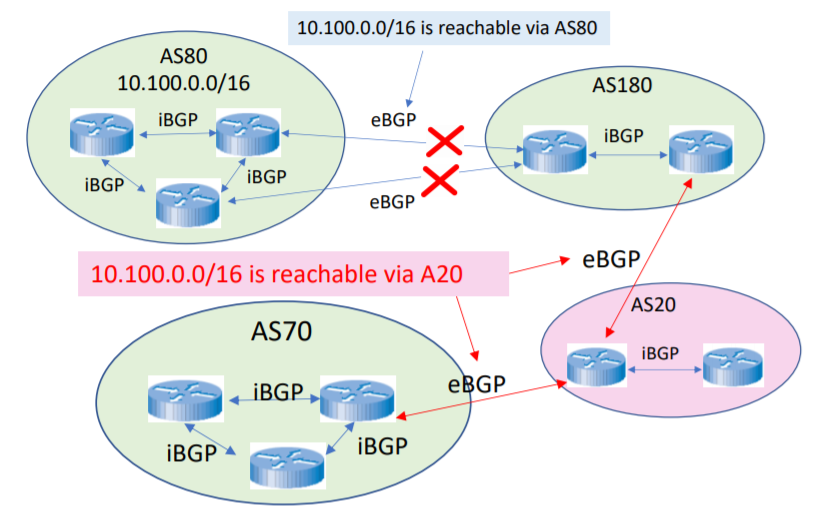 10.100.0.0/16 is reachable via AS80
AS80
10.100.0.0/16
AS180
iBGP
eBGP
iBGP
iBGP
iBGP
eBGP
10.100.0.0/16 is reachable via A20
eBGP
AS20
AS70
iBGP
eBGP
iBGP
iBGP
iBGP